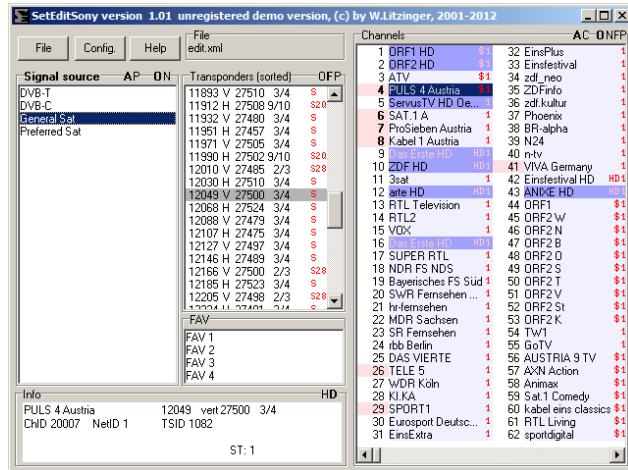 SetEditSony version 1.01 unregistered demo version, (c) by W.Litzinger, 2001-2012
File Config. Help
File
edit.xml
Signal source AP ON
DVB-T
DVB-C
General Sat
Preferred Sat
Transponders (sorted) OFP
11893 V 27510 3/4 S
11912 H 27508 9/10 S20
11932 V 27480 3/4 S
11951 H 27457 3/4 S
11971 V 27505 3/4 S
11990 H 27502 9/10 S20
12010 V 27485 2/3 S28
12030 H 27510 3/4 S
12049 V 27500 3/4 S
12068 H 27524 3/4 S
12088 V 27479 3/4 S
12107 H 27475 3/4 S
12127 V 27497 3/4 S
12146 H 27489 3/4 S
12166 V 27500 2/3 S28
12185 H 27523 3/4 S
12205 V 27498 2/3 S28
12224 H 27481 3/4 S
FAV
FAV 1
FAV 2
FAV 3
FAV 4
Info HD
PULS 4 Austria 12049 vert 27500 3/4
ChID 20007 NetID 1 TSID 1082
ST: 1
Channels AC ONFP
1 ORF1 HD $1
2 ORF2 HD $1
3 ATV $1
4 PULS 4 Austria $1
5 ServusTV HD Oe... 1
6 SAT.1 A 1
7 ProSieben Austria 1
8 Kabel 1 Austria 1
9 Das Erste HD HD1
10 ZDF HD HD1
11 3sat 1
12 arte HD HD1
13 RTL Television 1
14 RTL2 1
15 VOX 1
16 Das Erste HD HD1
17 SUPER RTL 1
18 NDR FS NDS 1
19 Bayerisches FS Süd 1
20 SWR Fernsehen ... 1
21 hr-fernsehen 1
22 MDR Sachsen 1
23 SR Fernsehen 1
24 rbb Berlin 1
25 DAS VIERTE 1
26 TELE 5 1
27 WDR Köln 1
28 KI.KA 1
29 SPORT1 1
30 Eurosport Deutsc... 1
31 EinsExtra 1
32 EinsPlus 1
33 Einsfestival 1
34 zdf_neo 1
35 ZDFinfo 1
36 zdf.kultur 1
37 Phoenix 1
38 BR-alpha 1
39 N24 1
40 n-tv 1
41 VIVA Germany 1
42 Einsfestival HD HD1
43 ANIXE HD HD1
44 ORF1 $1
45 ORF2 W $1
46 ORF2 N $1
47 ORF2 B $1
48 ORF2 O $1
49 ORF2 S $1
50 ORF2 T $1
51 ORF2 V $1
52 ORF2 St $1
53 ORF2 K $1
54 TW1 1
55 GoTV 1
56 AUSTRIA 9 TV $1
57 AXN Action $1
58 Animax $1
59 Sat.1 Comedy $1
60 kabel eins classics $1
61 RTL Living $1
62 sportdigital $1